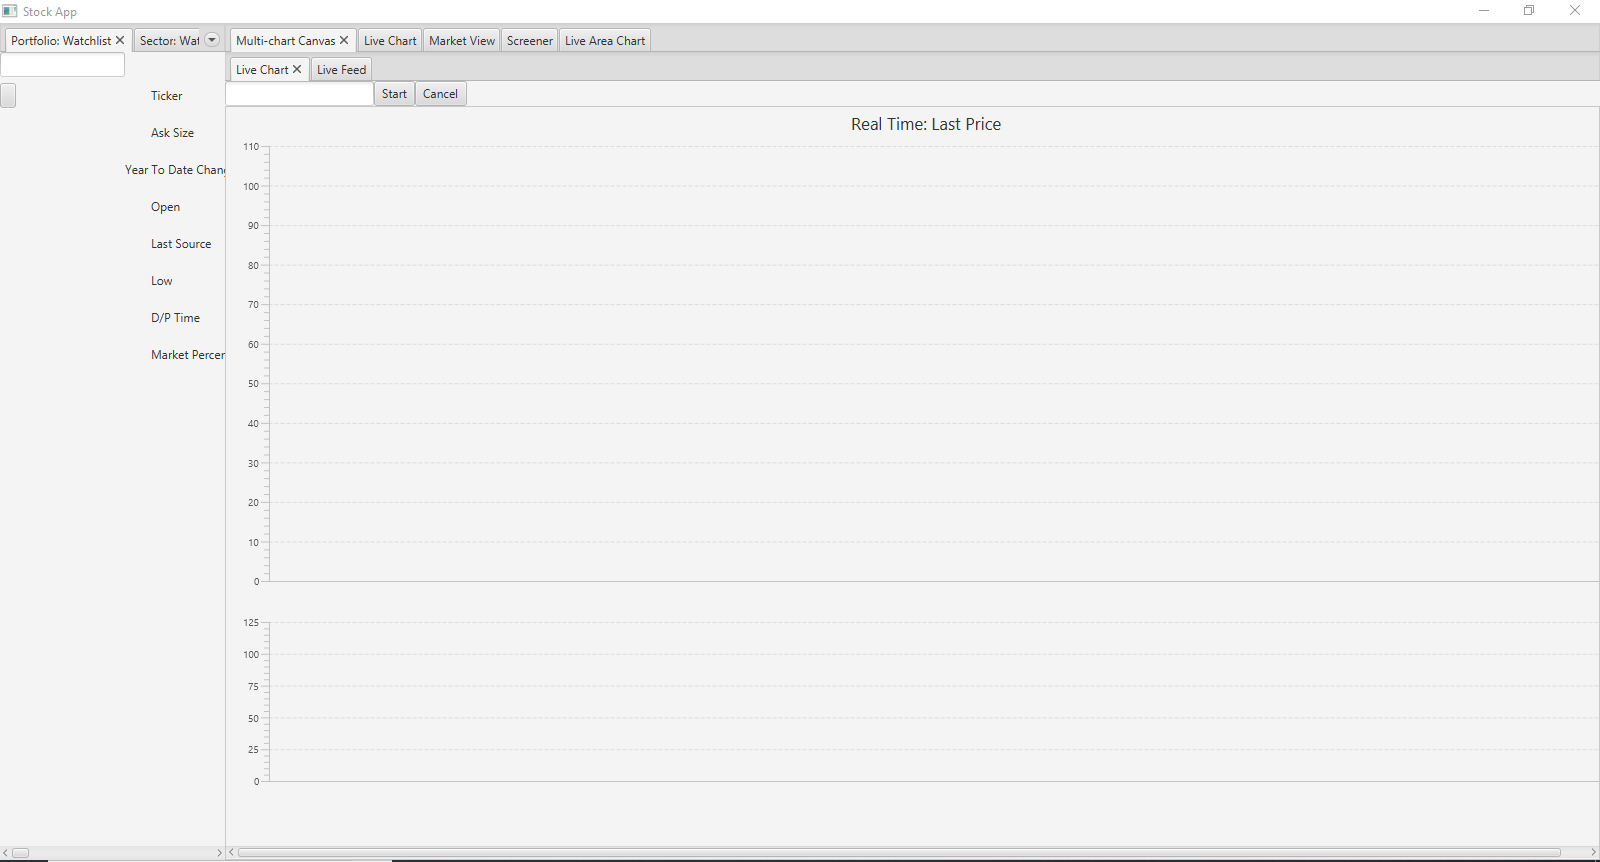 Stock App
Portfolio: Watchlist
Sector: Wat
Multi-chart Canvas Live Chart Market View Screener Live Area Chart
Live Chart Live Feed
Start Cancel
Ticker
Ask Size
Year To Date Chang
Open
Last Source
Low
D/P Time
Market Percer
Real Time: Last Price
110
100
90
80
70
60
50
40
30
20
10
0
125
100
75
50
25
0